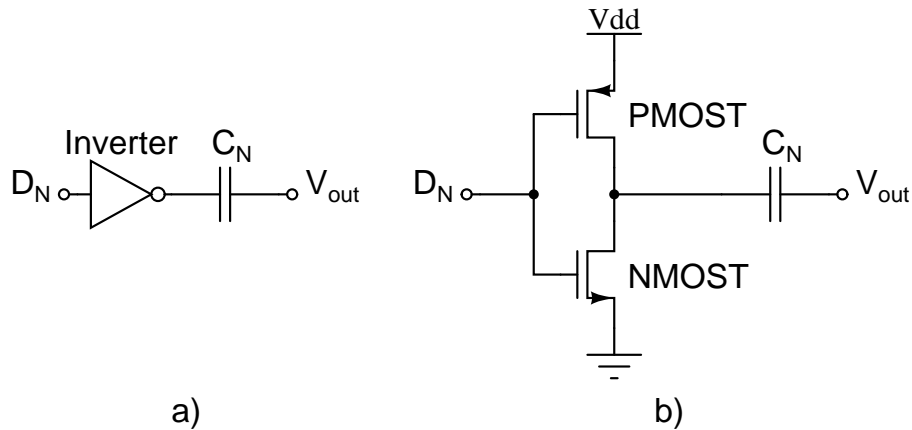 Vdd
Inverter
C_N
D_N
V_out
PMOST
C_N
D_N
V_out
NMOST
a)
b)